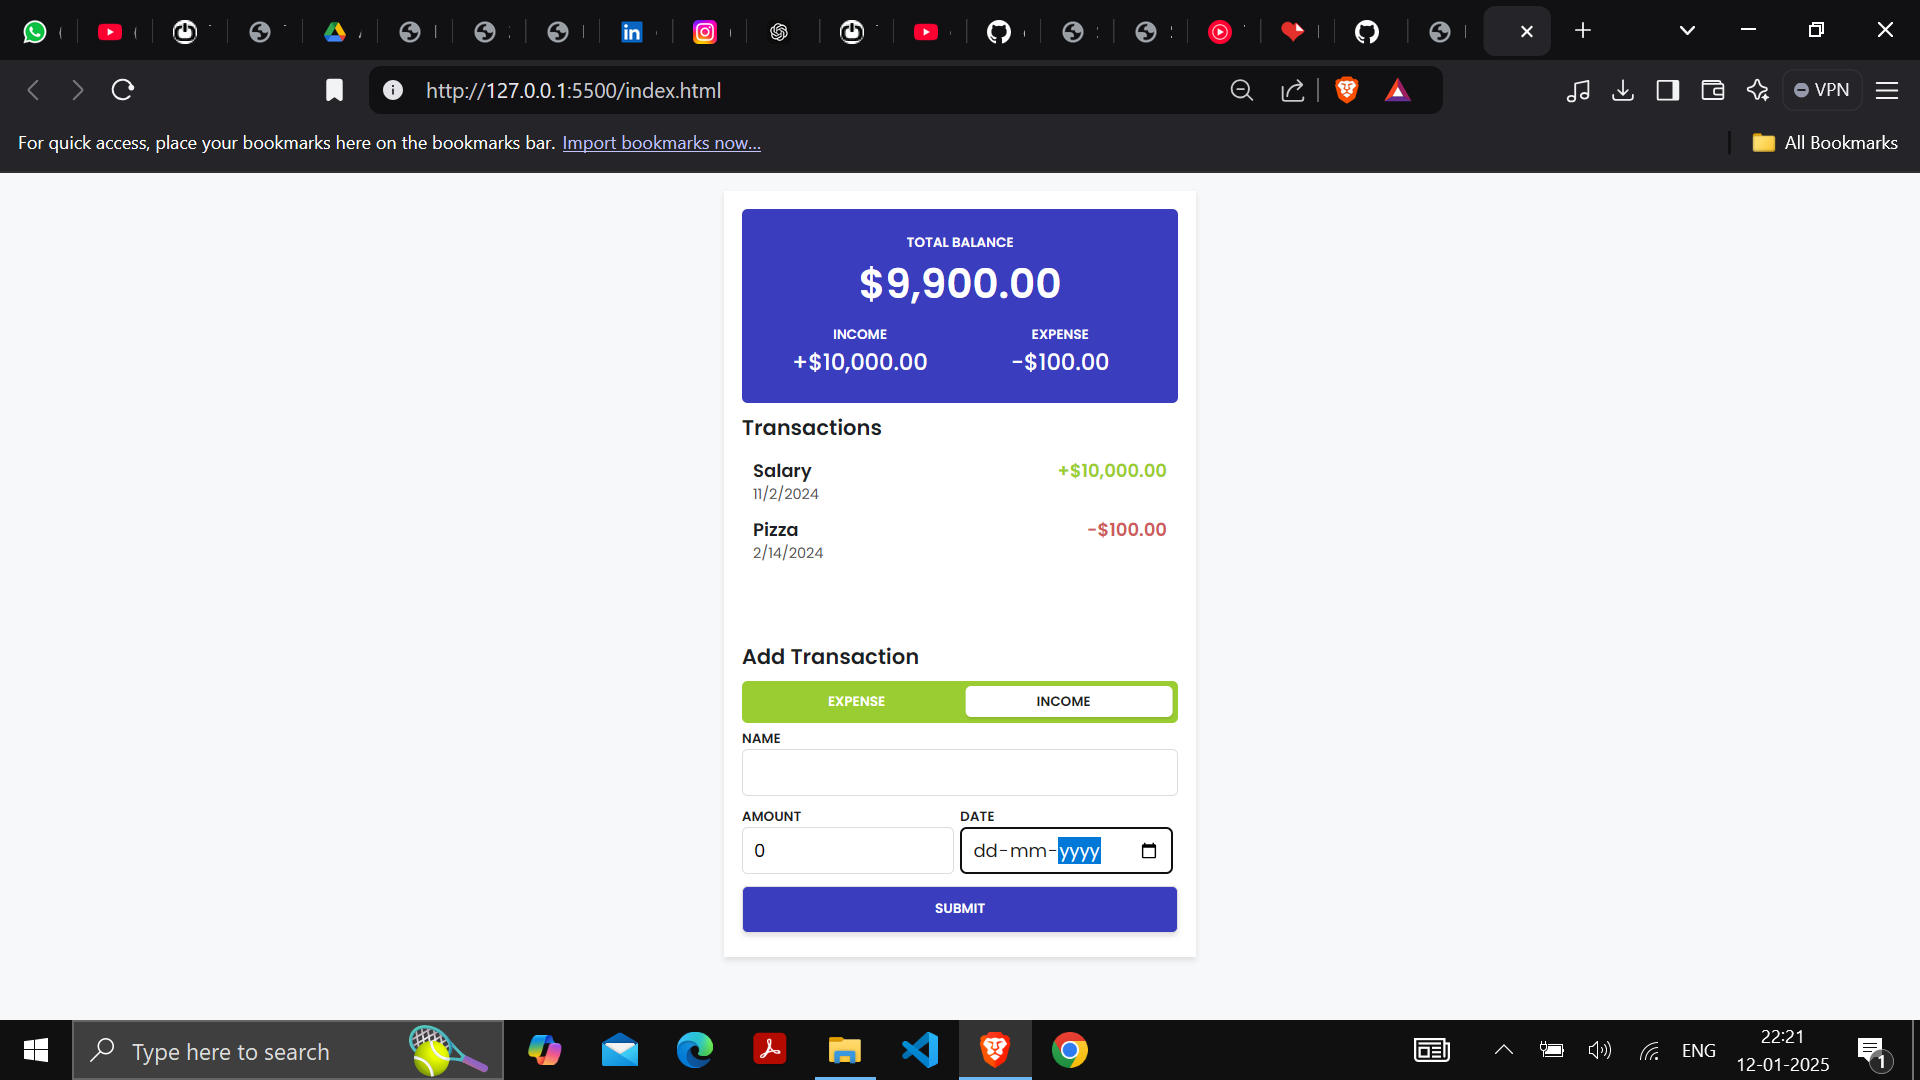 http://127.0.0.1:5500/index.html
VPN
For quick access, place your bookmarks here on the bookmarks bar. Import bookmarks now...
All Bookmarks
TOTAL BALANCE
$9,900.00
INCOME
EXPENSE
+$10,000.00
-$100.00
Transactions
Salary
+$10,000.00
11/2/2024
Pizza
-$100.00
2/14/2024
Add Transaction
EXPENSE
INCOME
NAME
AMOUNT
DATE
0
dd-mm-yyyy
SUBMIT
Type here to search
ENG
22:21
12-01-2025
1